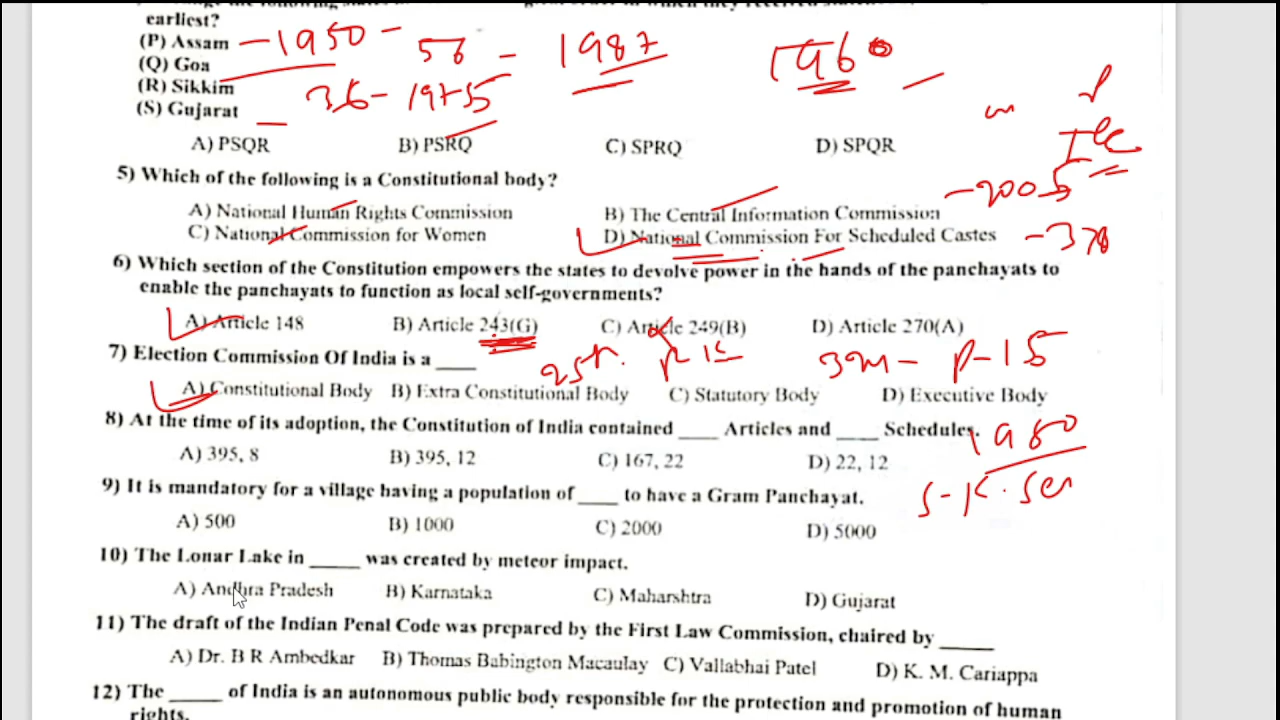 earliest?
(P) Assam - 1950 -
(Q) Goa 56 - 1987 1960
(R) Sikkim 36 - 1975
(S) Gujarat
A) PSQR B) PSRQ C) SPRQ D) SPQR
5) Which of the following is a Constitutional body?
A) National Human Rights Commission B) The Central Information Commission - 2005
C) National Commission for Women D) National Commission For Scheduled Castes - 338
6) Which section of the Constitution empowers the states to devolve power in the hands of the panchayats to
enable the panchayats to function as local self-governments?
A) Article 148 B) Article 243(G) C) Article 249(B) D) Article 270(A)
7) Election Commission Of India is a ____
25th 324 - P-15
A) Constitutional Body B) Extra Constitutional Body C) Statutory Body D) Executive Body
8) At the time of its adoption, the Constitution of India contained ____ Articles and ____ Schedules. 1950
A) 395, 8 B) 395, 12 C) 167, 22 D) 22, 12
S-K. Sen
9) It is mandatory for a village having a population of ____ to have a Gram Panchayat.
A) 500 B) 1000 C) 2000 D) 5000
10) The Lonar Lake in _____ was created by meteor impact.
A) Andhra Pradesh B) Karnataka C) Maharshtra D) Gujarat
11) The draft of the Indian Penal Code was prepared by the First Law Commission, chaired by _____
A) Dr. B R Ambedkar B) Thomas Babington Macaulay C) Vallabhai Patel D) K. M. Cariappa
12) The _____ of India is an autonomous public body responsible for the protection and promotion of human
rights.